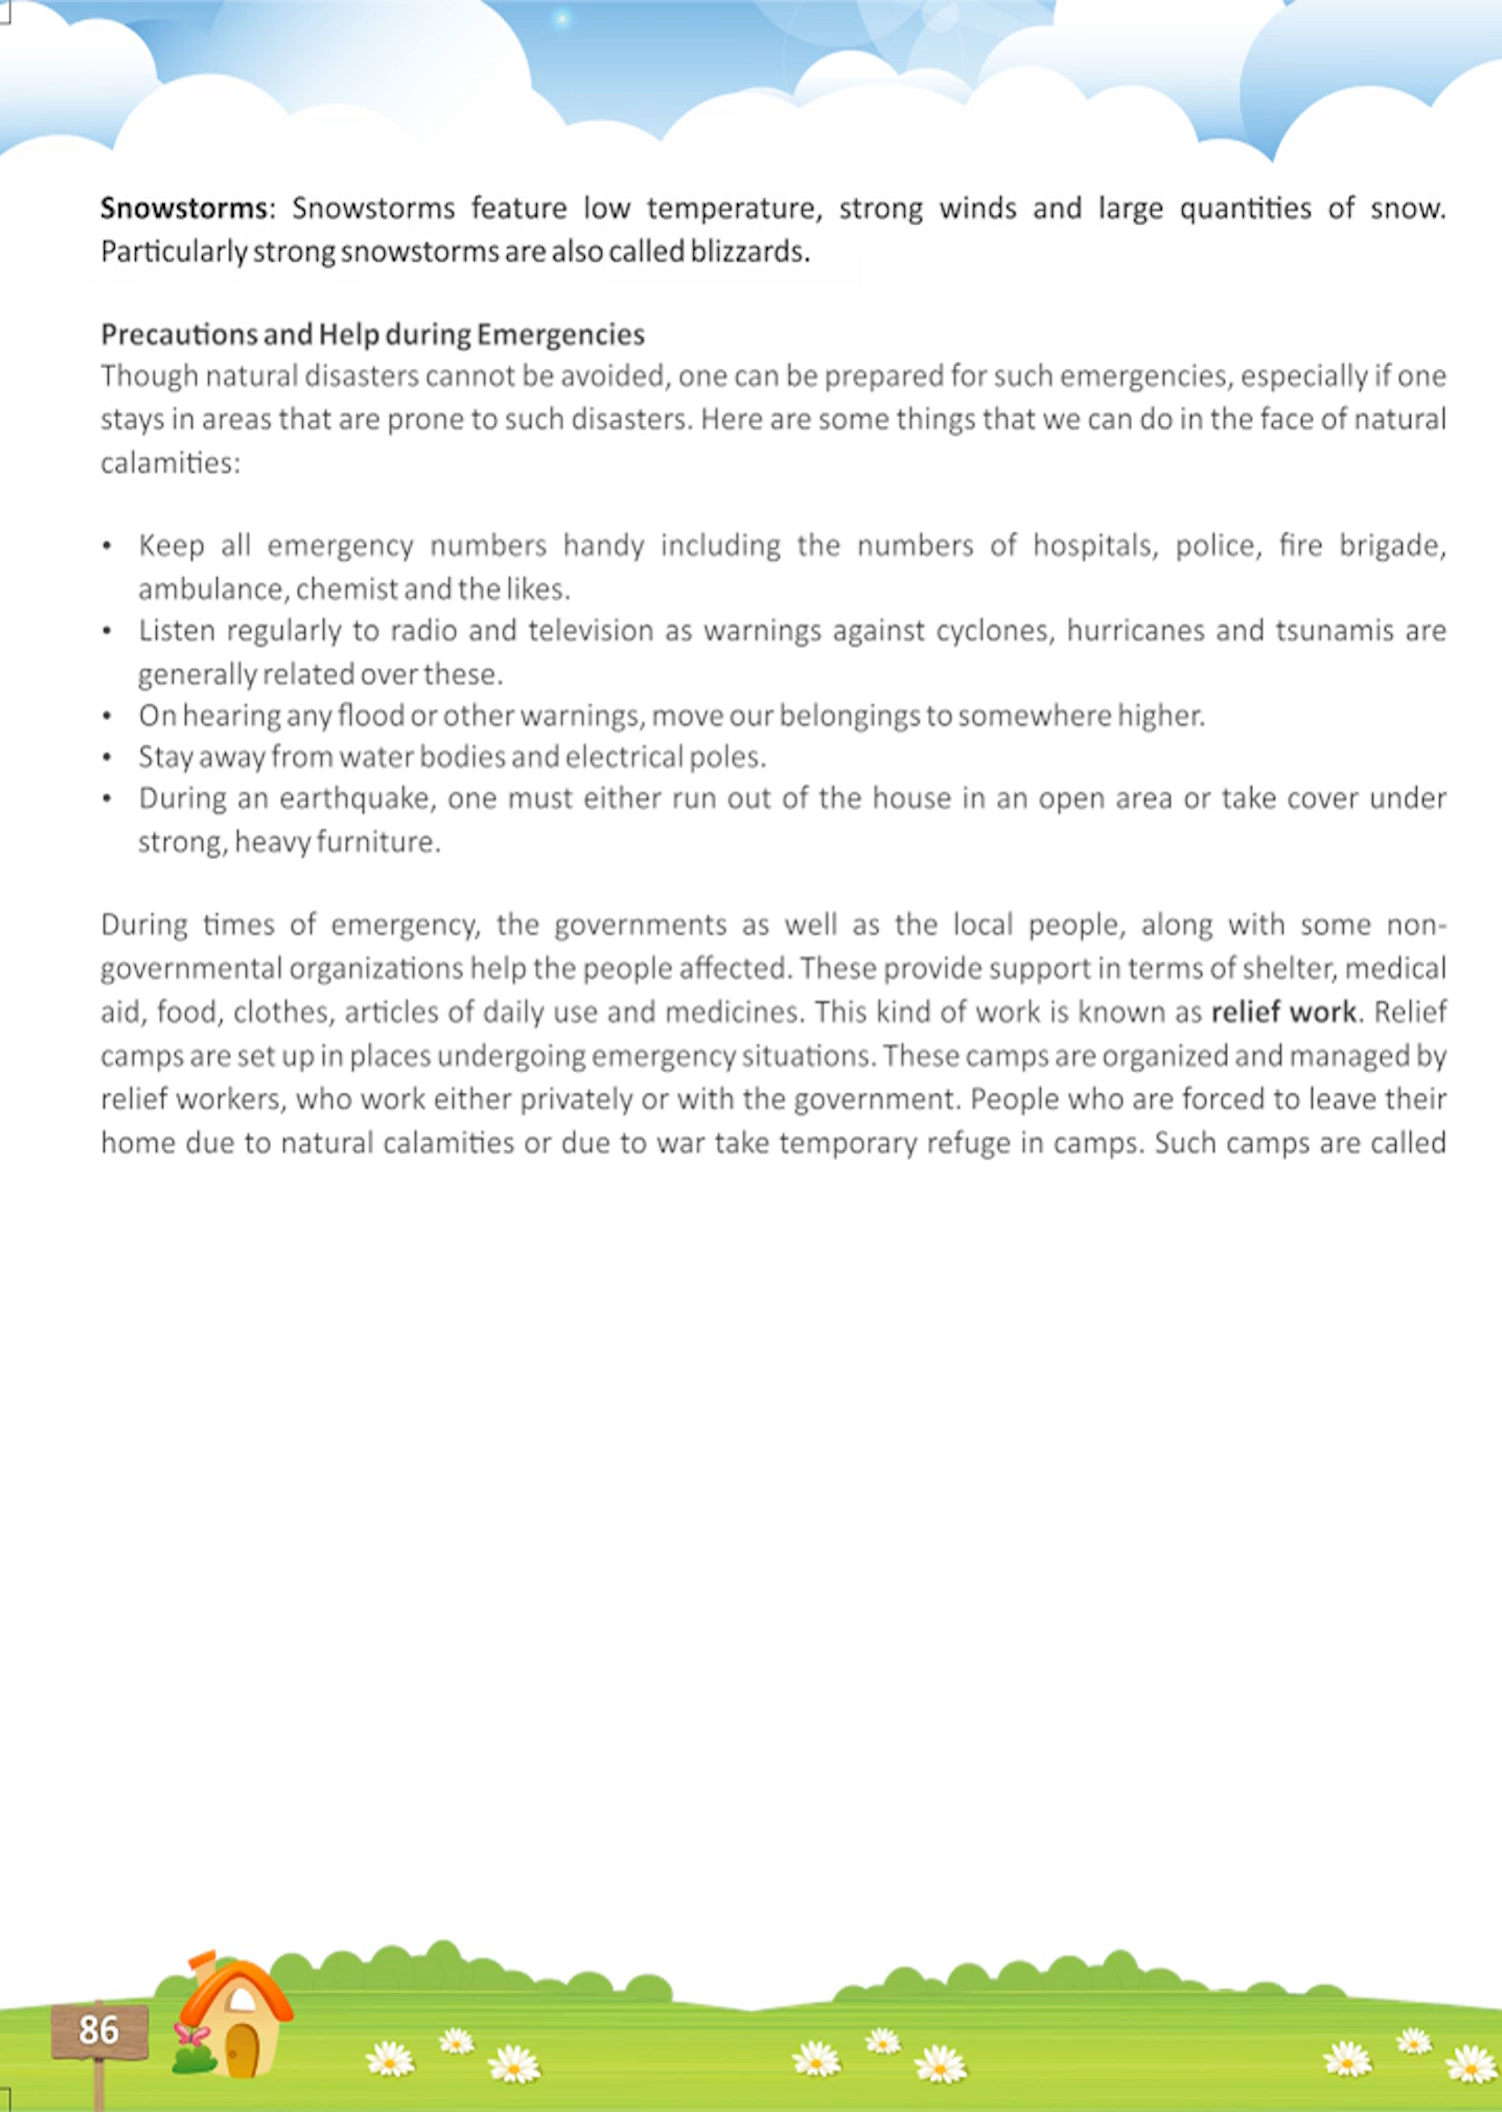 Snowstorms: Snowstorms feature low temperature, strong winds and large quantities of snow.
Particularly strong snowstorms are also called blizzards.
Precautions and Help during Emergencies
Though natural disasters cannot be avoided, one can be prepared for such emergencies, especially if one
stays in areas that are prone to such disasters. Here are some things that we can do in the face of natural
calamities:
• Keep all emergency numbers handy including the numbers of hospitals, police, fire brigade,
ambulance, chemist and the likes.
• Listen regularly to radio and television as warnings against cyclones, hurricanes and tsunamis are
generally related over these.
• On hearing any flood or other warnings, move our belongings to somewhere higher.
• Stay away from water bodies and electrical poles.
• During an earthquake, one must either run out of the house in an open area or take cover under
strong, heavy furniture.
During times of emergency, the governments as well as the local people, along with some non-
governmental organizations help the people affected. These provide support in terms of shelter, medical
aid, food, clothes, articles of daily use and medicines. This kind of work is known as relief work. Relief
camps are set up in places undergoing emergency situations. These camps are organized and managed by
relief workers, who work either privately or with the government. People who are forced to leave their
home due to natural calamities or due to war take temporary refuge in camps. Such camps are called
86